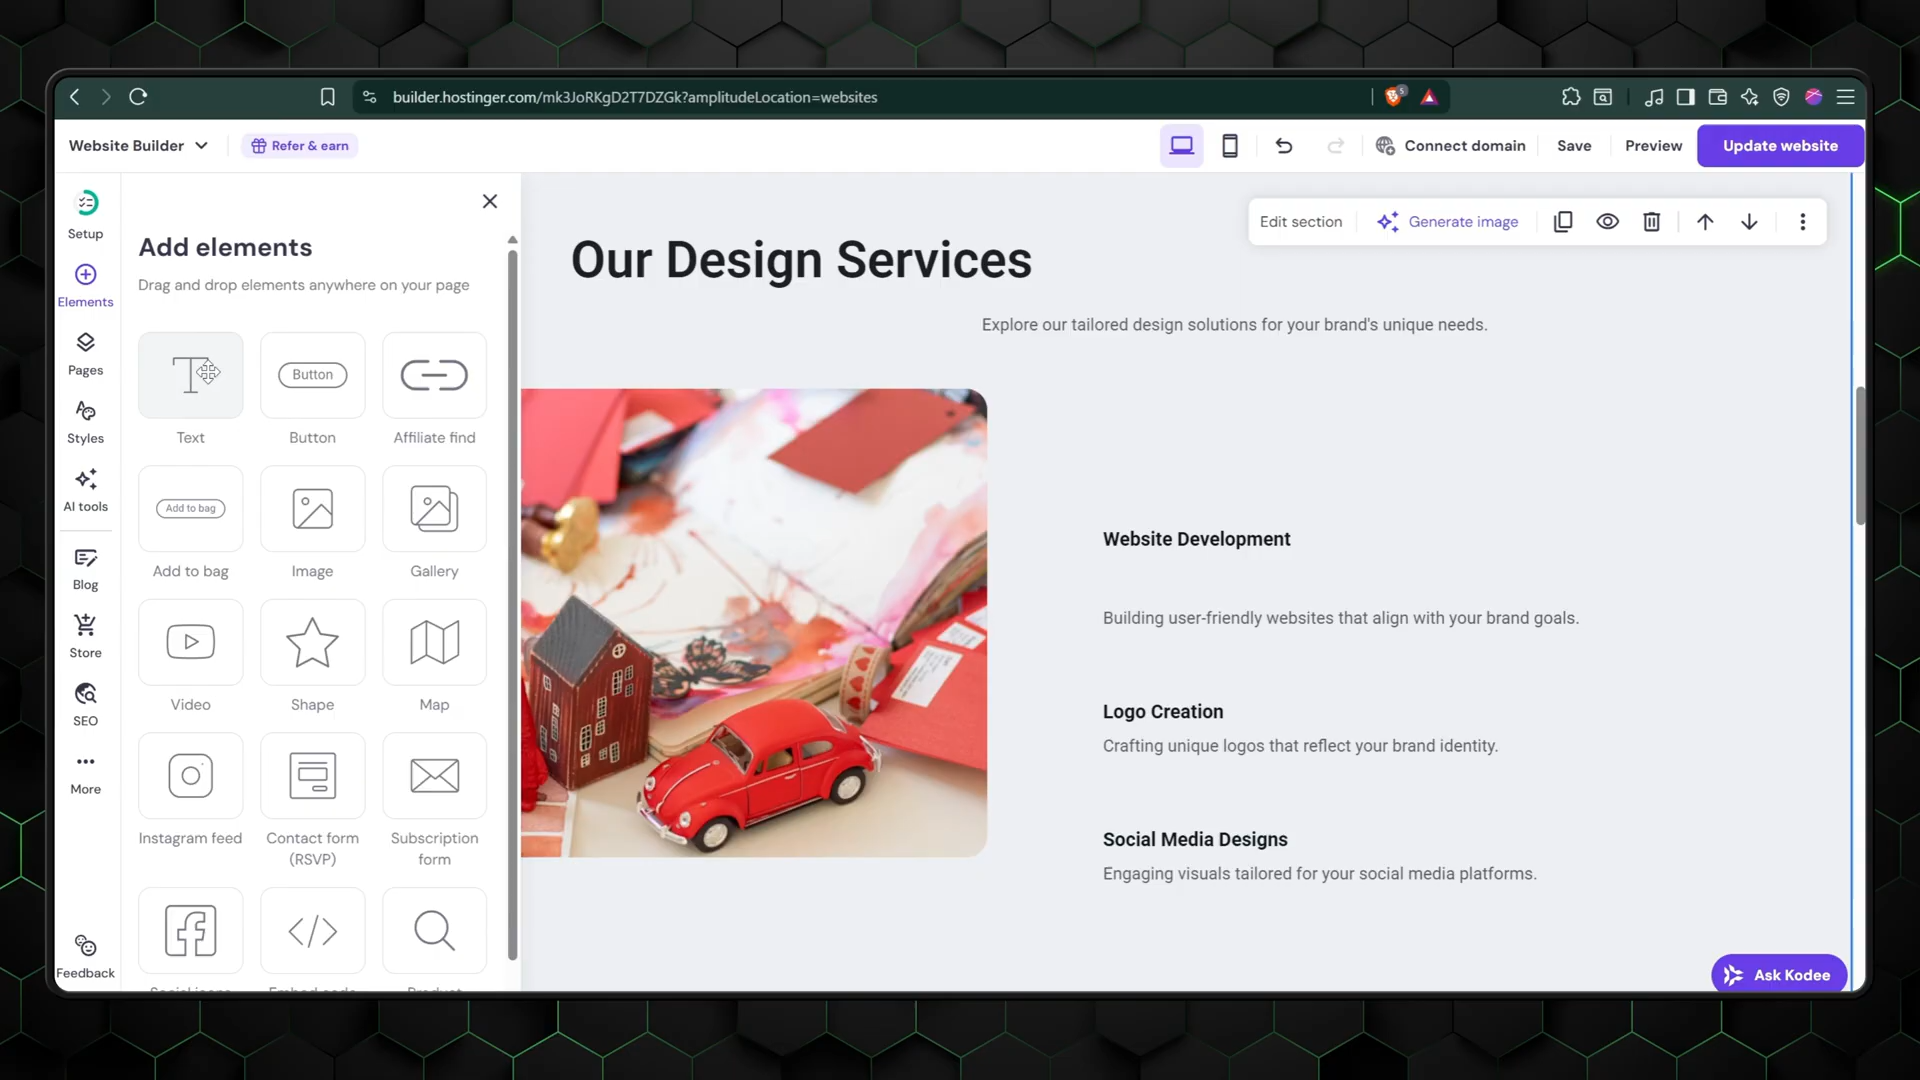 builder.hostinger.com/mk3JoRKgD2T7DZGk?amplitudeLocation=websites
5
Website Builder
Refer & earn
Connect domain
Save
Preview
Update website
Setup
Elements
Pages
Styles
AI tools
Blog
Store
SEO
More
Feedback
Add elements
Drag and drop elements anywhere on your page
Button
Text
Button
Affiliate find
Add to bag
Add to bag
Image
Gallery
Video
Shape
Map
Instagram feed
Contact form
(RSVP)
Subscription
form
Edit section
Generate image
Our Design Services
Explore our tailored design solutions for your brand's unique needs.
Website Development
Building user-friendly websites that align with your brand goals.
Logo Creation
Crafting unique logos that reflect your brand identity.
Social Media Designs
Engaging visuals tailored for your social media platforms.
Ask Kodee